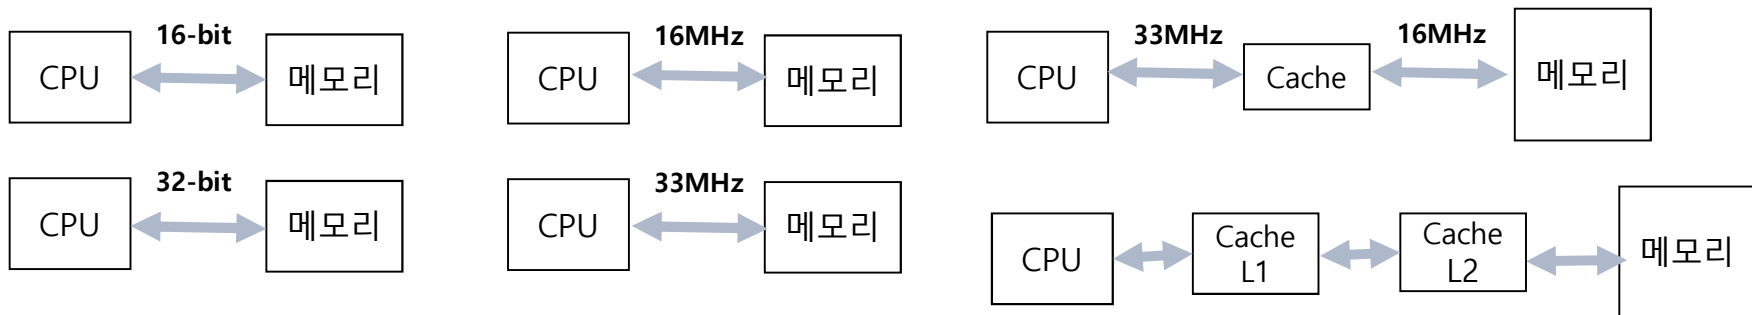 16-bit
CPU
메모리
32-bit
CPU
메모리
16MHz
CPU
메모리
33MHz
CPU
메모리
33MHz
16MHz
CPU
Cache
메모리
CPU
Cache
L1
Cache
L2
메모리